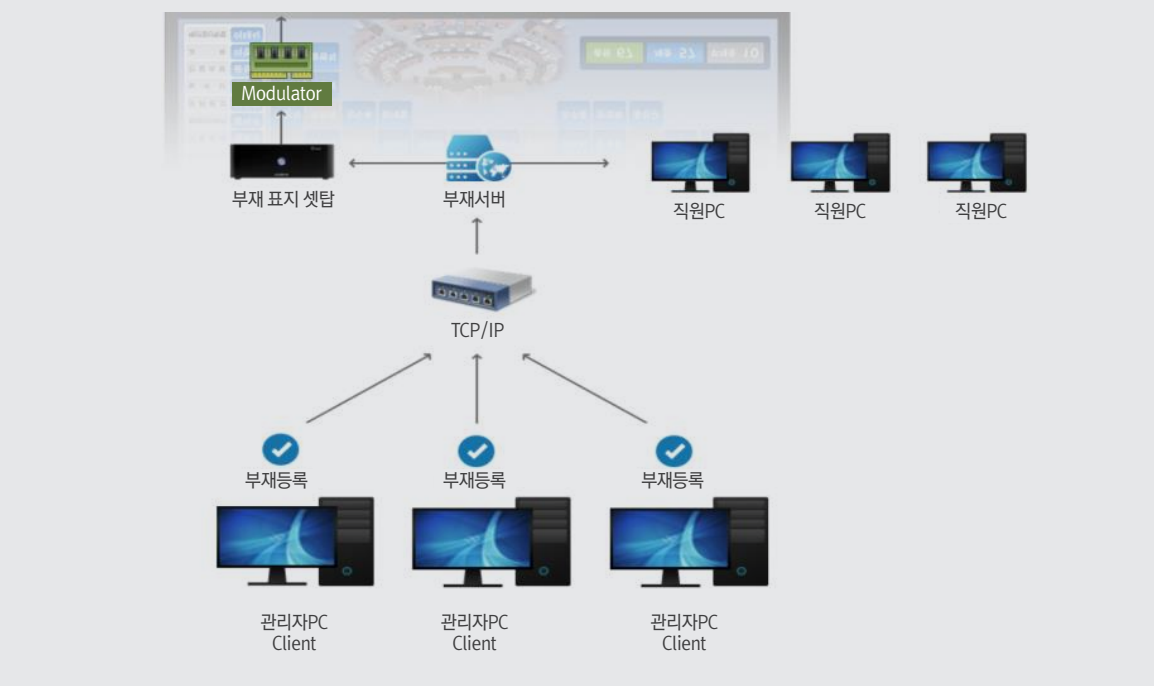 Modulator
부재 표지 셋탑
부재서버
직원PC
직원PC
직원PC
TCP/IP
부재등록
부재등록
부재등록
관리자PC
Client
관리자PC
Client
관리자PC
Client